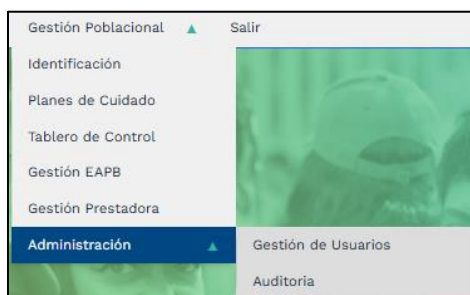 Gestión Poblacional ▲ Salir
Identificación
Planes de Cuidado
Tablero de Control
Gestión EAPB
Gestión Prestadora
Administración ▲ Gestión de Usuarios
Auditoria